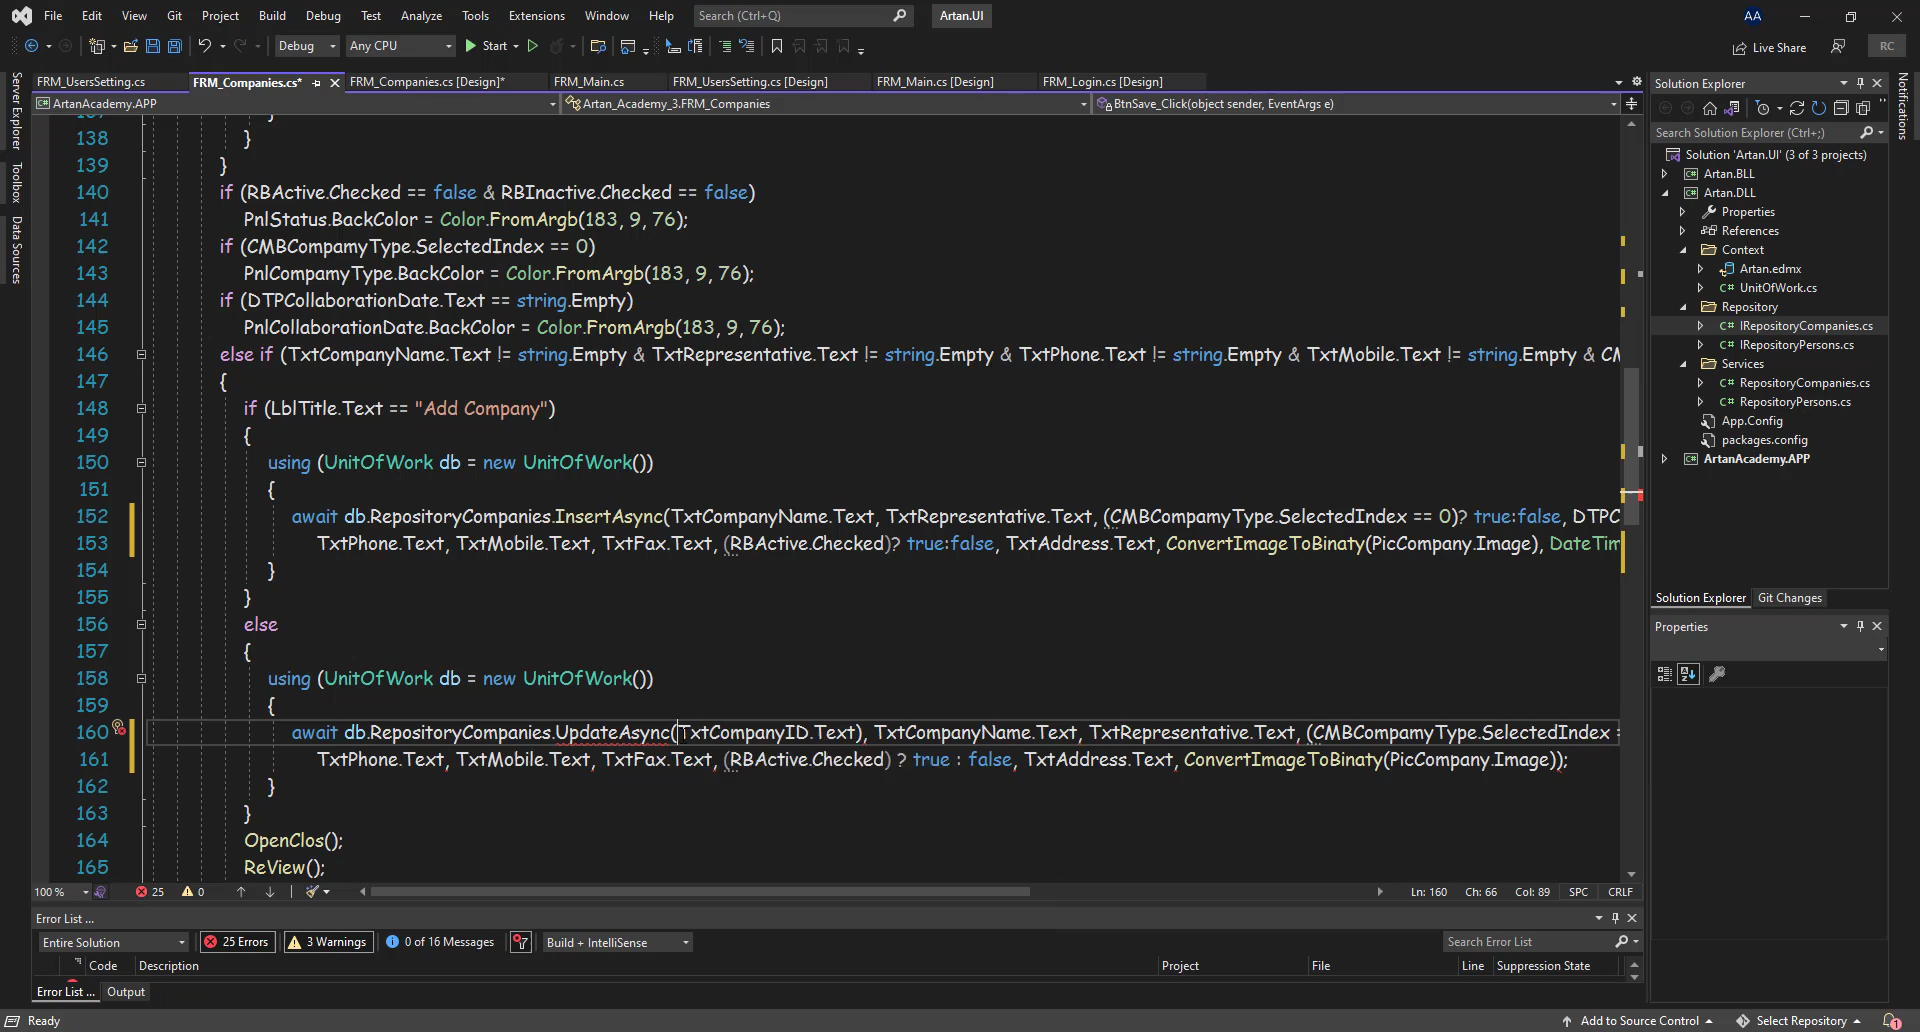 File Edit View Git Project Build Debug Test Analyze Tools Extensions Window Help Search (Ctrl+Q) Artan.UI AA
Debug Any CPU Start Live Share RC
FRM_UsersSetting.cs FRM_Companies.cs* FRM_Companies.cs [Design]* FRM_Main.cs FRM_UsersSetting.cs [Design] FRM_Main.cs [Design] FRM_Login.cs [Design]
ArtanAcademy.APP Artan_Academy_3.FRM_Companies BtnSave_Click(object sender, EventArgs e)
Server Explorer
Toolbox
Data Sources
137 }
138 }
139 }
140 if (RBActive.Checked == false & RBInactive.Checked == false)
141 PnlStatus.BackColor = Color.FromArgb(183, 9, 76);
142 if (CMBCompamyType.SelectedIndex == 0)
143 PnlCompamyType.BackColor = Color.FromArgb(183, 9, 76);
144 if (DTPCollaborationDate.Text == string.Empty)
145 PnlCollaborationDate.BackColor = Color.FromArgb(183, 9, 76);
146 else if (TxtCompanyName.Text != string.Empty & TxtRepresentative.Text != string.Empty & TxtPhone.Text != string.Empty & TxtMobile.Text != string.Empty & CM
147 {
148 if (LblTitle.Text == "Add Company")
149 {
150 using (UnitOfWork db = new UnitOfWork())
151 {
152 await db.RepositoryCompanies.InsertAsync(TxtCompanyName.Text, TxtRepresentative.Text, (CMBCompamyType.SelectedIndex == 0)? true:false, DTPC
153 TxtPhone.Text, TxtMobile.Text, TxtFax.Text, (RBActive.Checked)? true:false, TxtAddress.Text, ConvertImageToBinaty(PicCompany.Image), DateTim
154 }
155 }
156 else
157 {
158 using (UnitOfWork db = new UnitOfWork())
159 {
160 await db.RepositoryCompanies.UpdateAsync(TxtCompanyID.Text), TxtCompanyName.Text, TxtRepresentative.Text, (CMBCompamyType.SelectedIndex =
161 TxtPhone.Text, TxtMobile.Text, TxtFax.Text, (RBActive.Checked) ? true : false, TxtAddress.Text, ConvertImageToBinaty(PicCompany.Image));
162 }
163 }
164 OpenClos();
165 ReView();
100 % 25 0 Ln: 160 Ch: 66 Col: 89 SPC CRLF
Error List ...
Entire Solution 25 Errors 3 Warnings 0 of 16 Messages Build + IntelliSense Search Error List
Code Description Project File Line Suppression State
Error List ... Output
Ready Add to Source Control Select Repository 1
Solution Explorer
Search Solution Explorer (Ctrl+;)
Solution 'Artan.UI' (3 of 3 projects)
C# Artan.BLL
C# Artan.DLL
Properties
References
Context
Artan.edmx
C# UnitOfWork.cs
Repository
C# IRepositoryCompanies.cs
C# IRepositoryPersons.cs
Services
C# RepositoryCompanies.cs
C# RepositoryPersons.cs
App.Config
packages.config
C# ArtanAcademy.APP
Solution Explorer Git Changes
Properties
Notifications